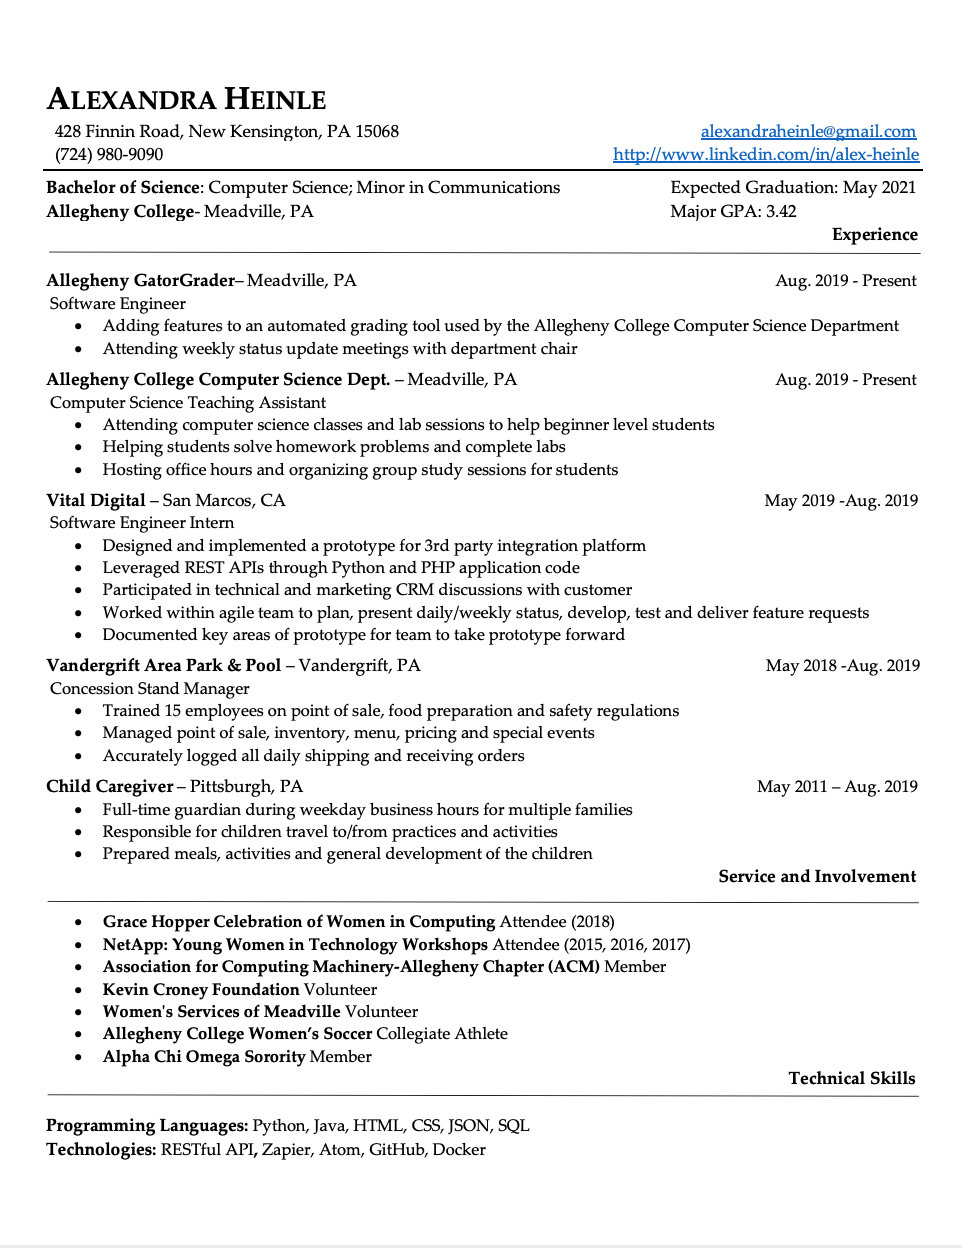 ALEXANDRA HEINLE
428 Finnin Road, New Kensington, PA 15068 alexandraheinle@gmail.com
(724) 980-9090 http://www.linkedin.com/in/alex-heinle
Bachelor of Science: Computer Science; Minor in Communications Expected Graduation: May 2021
Allegheny College- Meadville, PA Major GPA: 3.42
Experience
Allegheny GatorGrader– Meadville, PA Aug. 2019 - Present
Software Engineer
• Adding features to an automated grading tool used by the Allegheny College Computer Science Department
• Attending weekly status update meetings with department chair
Allegheny College Computer Science Dept. – Meadville, PA Aug. 2019 - Present
Computer Science Teaching Assistant
• Attending computer science classes and lab sessions to help beginner level students
• Helping students solve homework problems and complete labs
• Hosting office hours and organizing group study sessions for students
Vital Digital – San Marcos, CA May 2019 -Aug. 2019
Software Engineer Intern
• Designed and implemented a prototype for 3rd party integration platform
• Leveraged REST APIs through Python and PHP application code
• Participated in technical and marketing CRM discussions with customer
• Worked within agile team to plan, present daily/weekly status, develop, test and deliver feature requests
• Documented key areas of prototype for team to take prototype forward
Vandergrift Area Park & Pool – Vandergrift, PA May 2018 -Aug. 2019
Concession Stand Manager
• Trained 15 employees on point of sale, food preparation and safety regulations
• Managed point of sale, inventory, menu, pricing and special events
• Accurately logged all daily shipping and receiving orders
Child Caregiver – Pittsburgh, PA May 2011 – Aug. 2019
• Full-time guardian during weekday business hours for multiple families
• Responsible for children travel to/from practices and activities
• Prepared meals, activities and general development of the children
Service and Involvement
• Grace Hopper Celebration of Women in Computing Attendee (2018)
• NetApp: Young Women in Technology Workshops Attendee (2015, 2016, 2017)
• Association for Computing Machinery-Allegheny Chapter (ACM) Member
• Kevin Croney Foundation Volunteer
• Women's Services of Meadville Volunteer
• Allegheny College Women’s Soccer Collegiate Athlete
• Alpha Chi Omega Sorority Member
Technical Skills
Programming Languages: Python, Java, HTML, CSS, JSON, SQL
Technologies: RESTful API, Zapier, Atom, GitHub, Docker